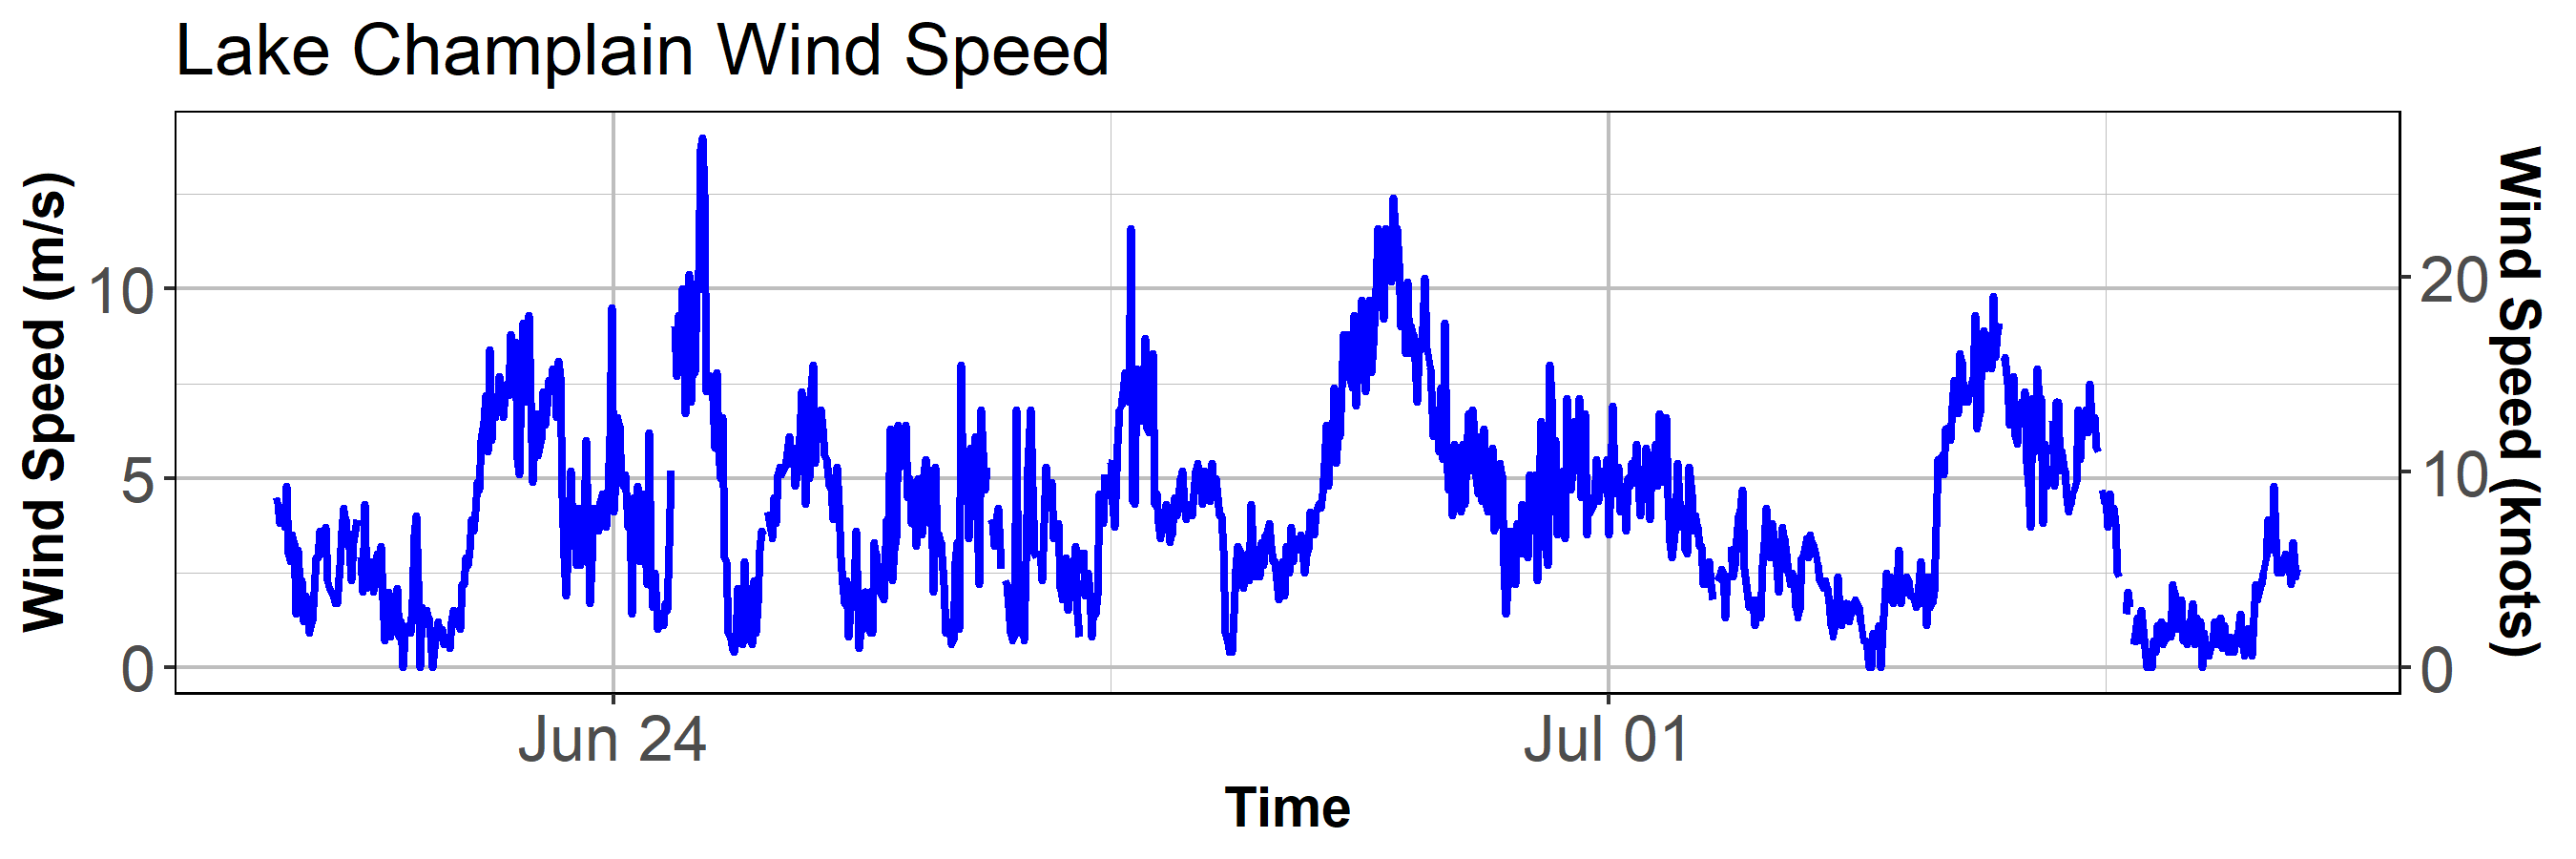 Lake Champlain Wind Speed
Wind Speed (m/s)
10
5
0
20
10
0
Wind Speed (knots)
Jun 24
Jul 01
Time